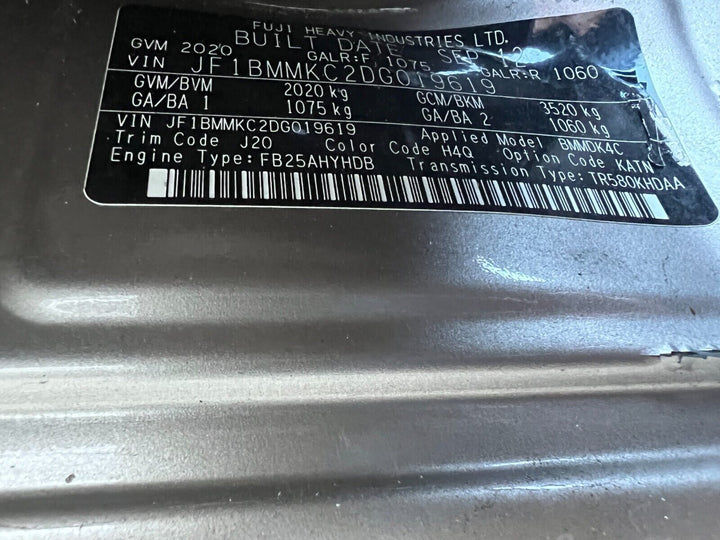 FUJI HEAVY INDUSTRIES LTD.
BUILT DATE SEP 12
GVM 2020 GALR:F 1075 GALR:R 1060
VIN JF1BMMKC2DG019619
GVM/BVM 2020 kg GCM/BKM 3520 kg
GA/BA 1 1075 kg GA/BA 2 1060 kg
VIN JF1BMMKC2DG019619 Applied Model BMMDK4C
Trim Code J20 Color Code H4Q Option Code KATN
Engine Type: FB25AHYHDB Transmission Type: TR580KHDAA